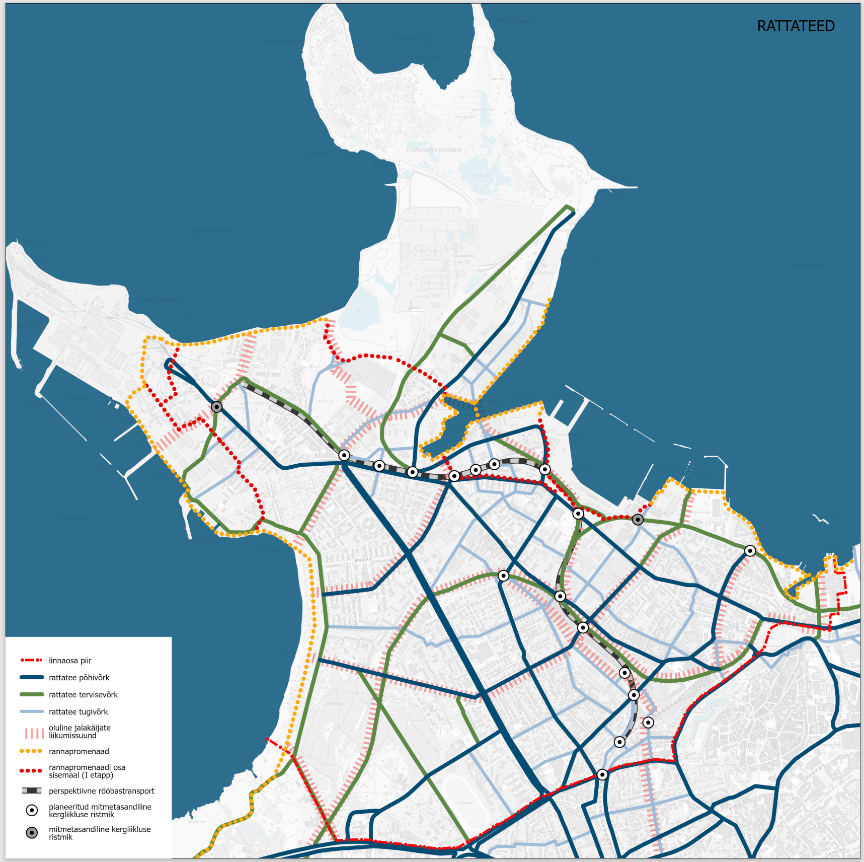 RATTATEED
linnaosa piir
rattatee põhivõrk
rattatee tervisevõrk
rattatee tugivõrk
oluline jalakäijate
liikumissuund
rannapromenaad
rannapromenaadi osa
sisemaal (I etapp)
perspektiivne rööbastransport
planeeritud mitmetasandiline
kergliikluse ristmik
mitmetasandiline kergliikluse
ristmik